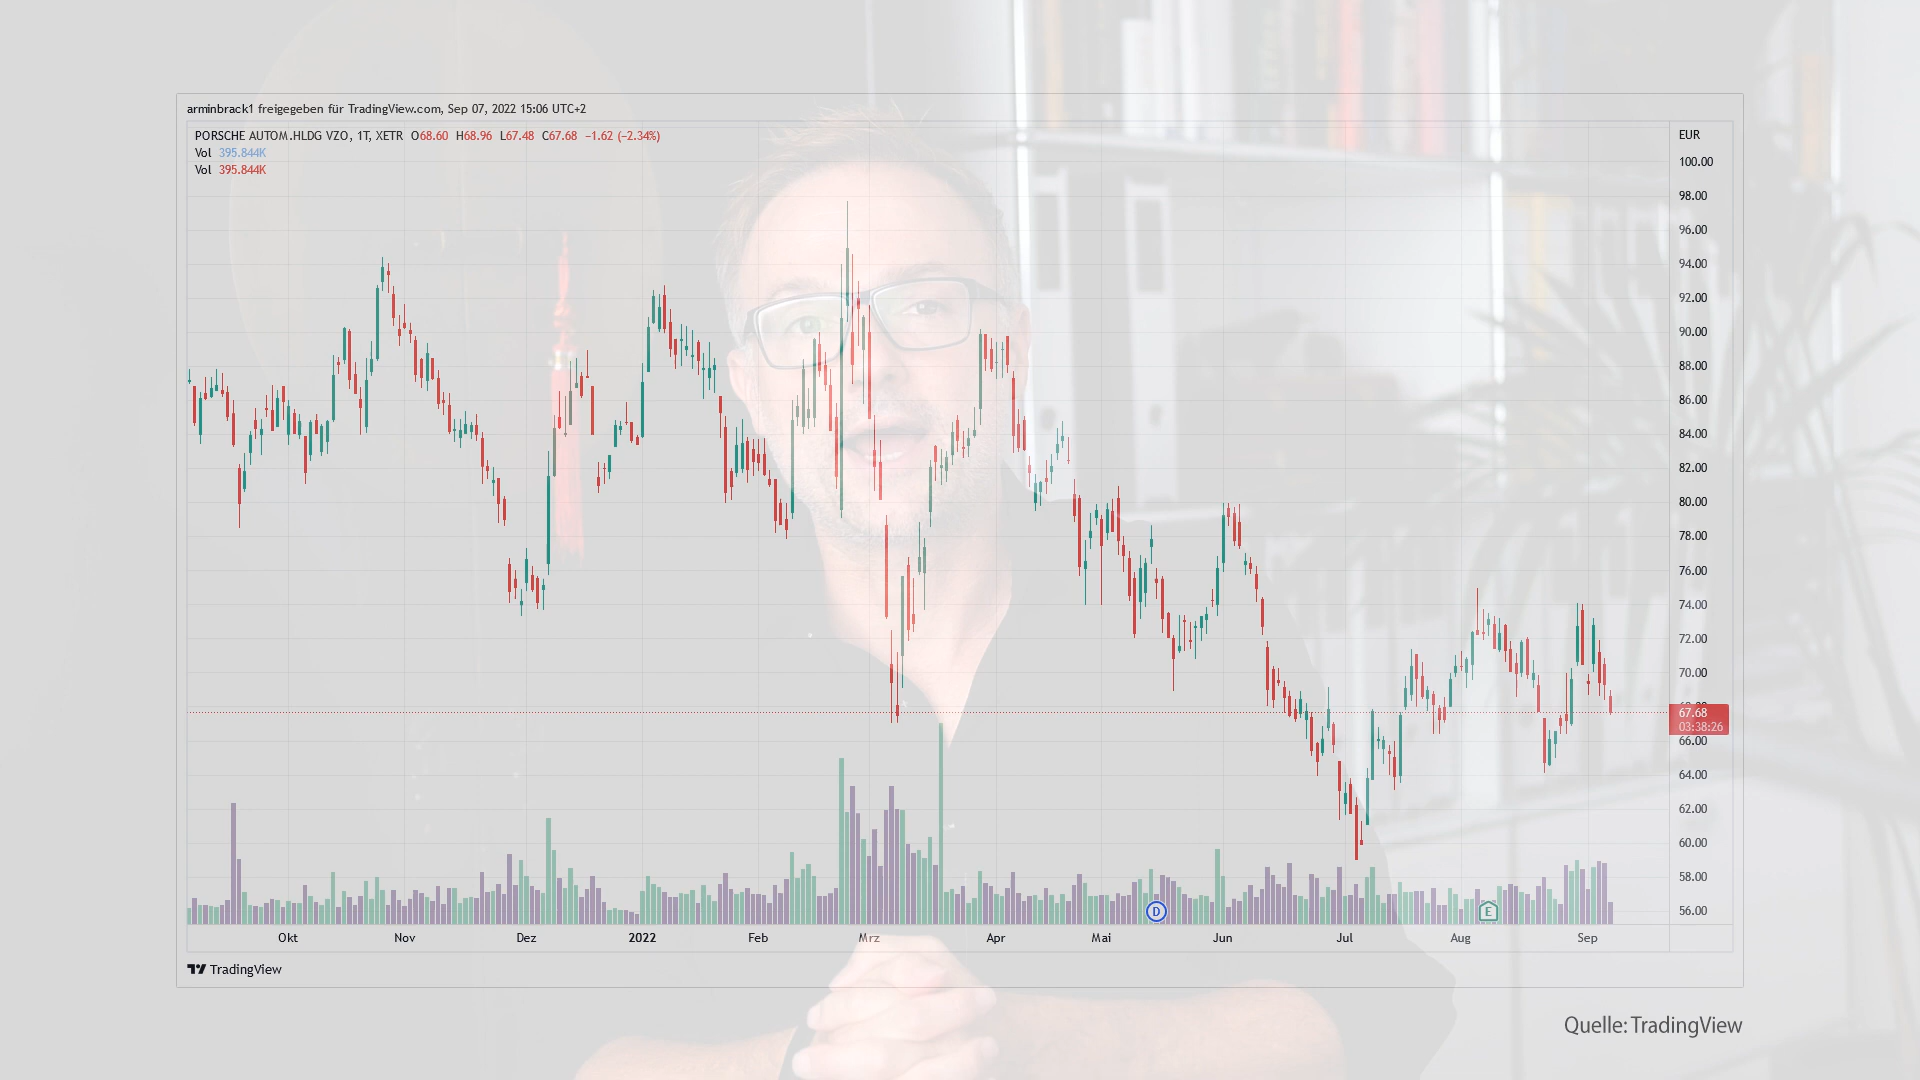 arminbrack1 freigegeben für TradingView.com, Sep 07, 2022 15:06 UTC+2
PORSCHE AUTOM.HLDG VZO, 1T, XETR O68.60 H68.96 L67.48 C67.68 −1.62 (−2.34%)
Vol 395.844K
Vol 395.844K
EUR
100.00
98.00
96.00
94.00
92.00
90.00
88.00
86.00
84.00
82.00
80.00
78.00
76.00
74.00
72.00
70.00
67.68
03:38:26
66.00
64.00
62.00
60.00
58.00
56.00
D
E
Okt Nov Dez 2022 Feb Mrz Apr Mai Jun Jul Aug Sep
TradingView
Quelle: TradingView